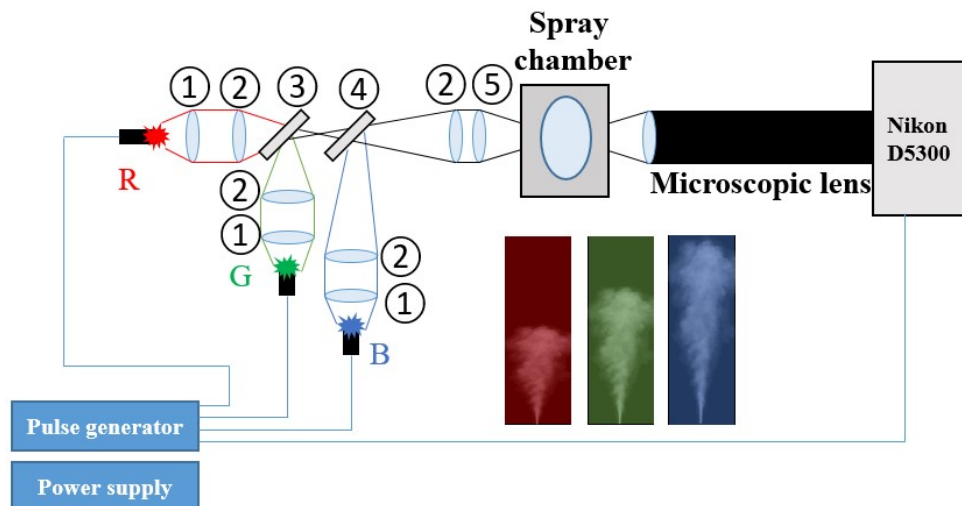 Spray
chamber
① ② ③ ④ ② ⑤
Nikon
D5300
R
Microscopic lens
②
①
G
②
①
B
Pulse generator
Power supply